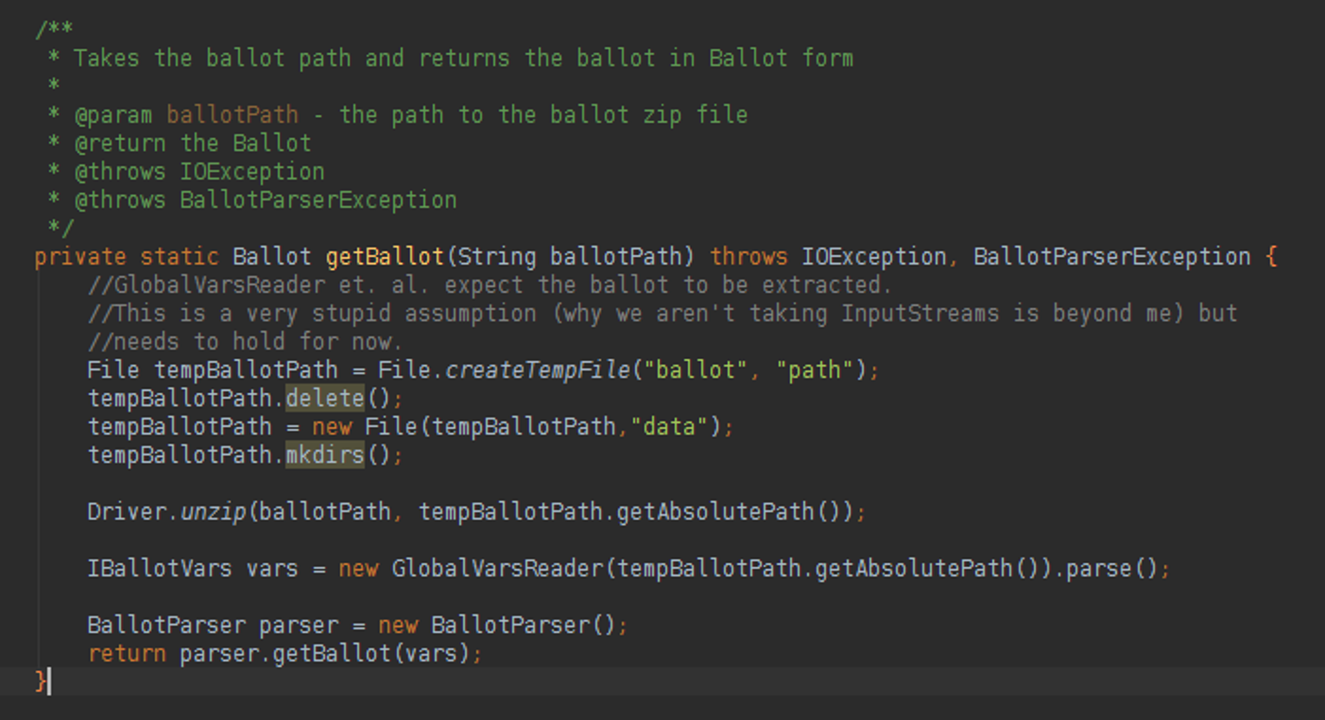 /**
 * Takes the ballot path and returns the ballot in Ballot form
 *
 * @param ballotPath - the path to the ballot zip file
 * @return the Ballot
 * @throws IOException
 * @throws BallotParserException
 */
private static Ballot getBallot(String ballotPath) throws IOException, BallotParserException {
    //GlobalVarsReader et. al. expect the ballot to be extracted.
    //This is a very stupid assumption (why we aren't taking InputStreams is beyond me) but
    //needs to hold for now.
    File tempBallotPath = File.createTempFile("ballot", "path");
    tempBallotPath.delete();
    tempBallotPath = new File(tempBallotPath,"data");
    tempBallotPath.mkdirs();
    Driver.unzip(ballotPath, tempBallotPath.getAbsolutePath());
    IBallotVars vars = new GlobalVarsReader(tempBallotPath.getAbsolutePath()).parse();
    BallotParser parser = new BallotParser();
    return parser.getBallot(vars);
}